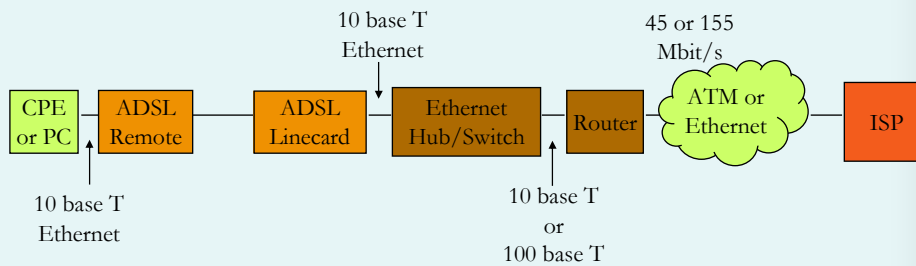 10 base T
Ethernet
45 or 155
Mbit/s
CPE
or PC
ADSL
Remote
ADSL
Linecard
Ethernet
Hub/Switch
Router
ATM or
Ethernet
ISP
10 base T
Ethernet
10 base T
or
100 base T